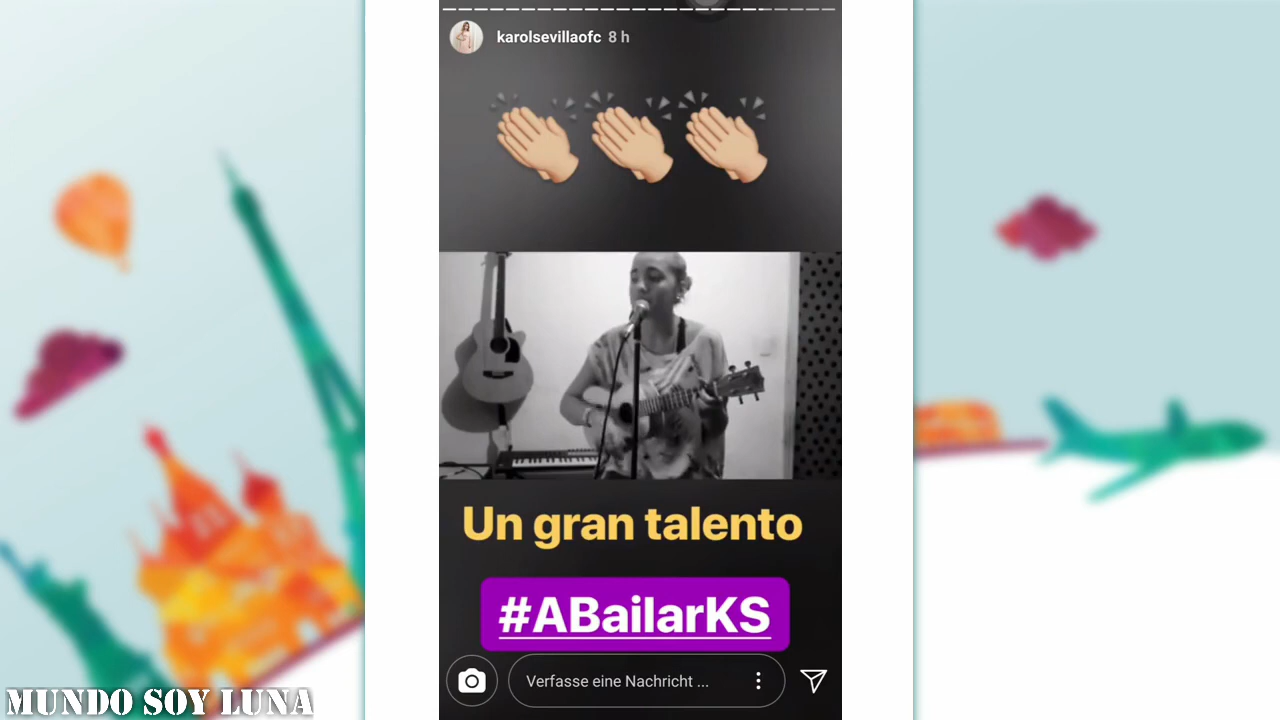 karolsevillaofc 8 h
Un gran talento
#ABailarKS
Verfasse eine Nachricht ...
MUNDO SOY LUNA